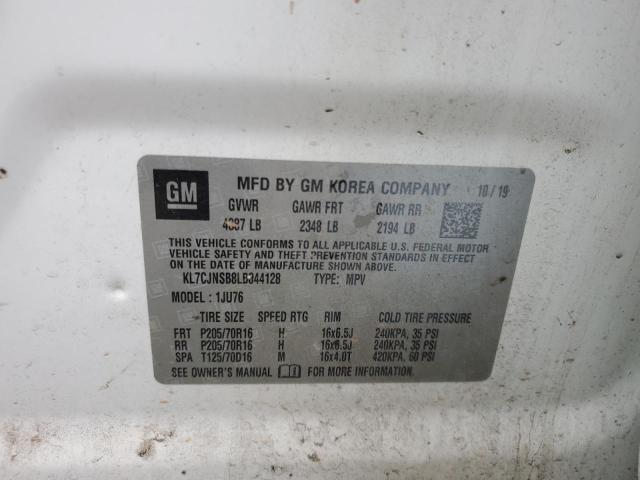 GM MFD BY GM KOREA COMPANY 10/19
GVWR GAWR FRT GAWR RR
4387 LB 2348 LB 2194 LB
THIS VEHICLE CONFORMS TO ALL APPLICABLE U.S. FEDERAL MOTOR
VEHICLE SAFETY AND THEFT PREVENTION STANDARDS IN EFFECT ON
THE DATE OF MANUFACTURE SHOWN ABOVE.
KL7CJNSB8LB344128 TYPE: MPV
MODEL : 1JU76
TIRE SIZE SPEED RTG RIM COLD TIRE PRESSURE
FRT P205/70R16 H 16x6.5J 240KPA, 35 PSI
RR P205/70R16 H 16x6.5J 240KPA, 35 PSI
SPA T125/70D16 M 16x4.0T 420KPA, 60 PSI
SEE OWNER'S MANUAL FOR MORE INFORMATION.